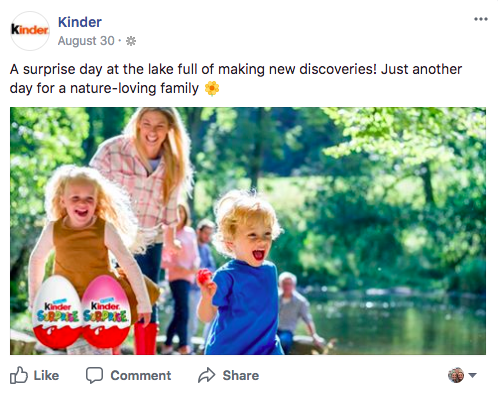 Kinder
Kinder
August 30 ·
A surprise day at the lake full of making new discoveries! Just another
day for a nature-loving family
Kinder Kinder
SURPRISE SURPRISE
Like Comment Share